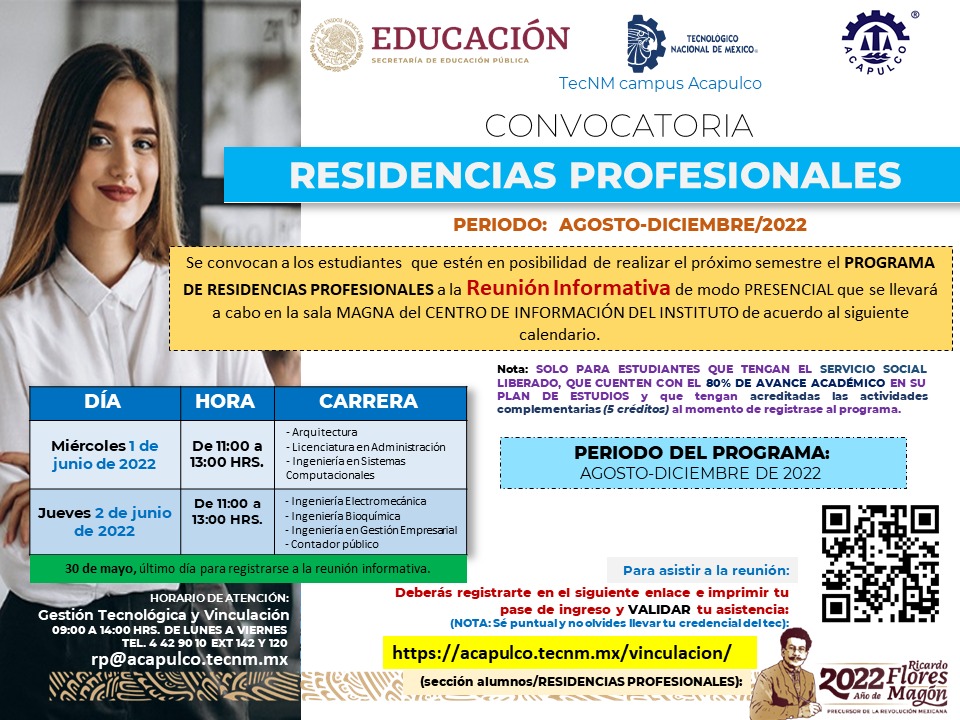 EDUCACIÓN
SECRETARÍA DE EDUCACIÓN PÚBLICA
TECNOLÓGICO
NACIONAL DE MÉXICO®
ACAPULCO
®
TecNM campus Acapulco
CONVOCATORIA
RESIDENCIAS PROFESIONALES
PERIODO: AGOSTO-DICIEMBRE/2022
Se convocan a los estudiantes que estén en posibilidad de realizar el próximo semestre el PROGRAMA
DE RESIDENCIAS PROFESIONALES a la Reunión Informativa de modo PRESENCIAL que se llevará
a cabo en la sala MAGNA del CENTRO DE INFORMACIÓN DEL INSTITUTO de acuerdo al siguiente
calendario.
Nota: SOLO PARA ESTUDIANTES QUE TENGAN EL SERVICIO SOCIAL
LIBERADO, QUE CUENTEN CON EL 80% DE AVANCE ACADÉMICO EN SU
PLAN DE ESTUDIOS y que tengan acreditadas las actividades
complementarias (5 créditos) al momento de registrase al programa.
DÍA HORA CARRERA
Miércoles 1 de
junio de 2022
De 11:00 a
13:00 HRS.
- Arquitectura
- Licenciatura en Administración
- Ingeniería en Sistemas
Computacionales
Jueves 2 de junio
de 2022
De 11:00 a
13:00 HRS.
- Ingeniería Electromecánica
- Ingeniería Bioquímica
- Ingeniería en Gestión Empresarial
- Contador público
30 de mayo, último día para registrarse a la reunión informativa.
PERIODO DEL PROGRAMA:
AGOSTO-DICIEMBRE DE 2022
HORARIO DE ATENCIÓN:
Gestión Tecnológica y Vinculación
09:00 A 14:00 HRS. DE LUNES A VIERNES
TEL. 4 42 90 10 EXT 142 Y 120
rp@acapulco.tecnm.mx
Para asistir a la reunión:
Deberás registrarte en el siguiente enlace e imprimir tu
pase de ingreso y VALIDAR tu asistencia:
(NOTA: Sé puntual y no olvides llevar tu credencial del tec):
https://acapulco.tecnm.mx/vinculacion/
(sección alumnos/RESIDENCIAS PROFESIONALES):
2022 Ricardo
Flores
Año de Magón
PRECURSOR DE LA REVOLUCIÓN MEXICANA